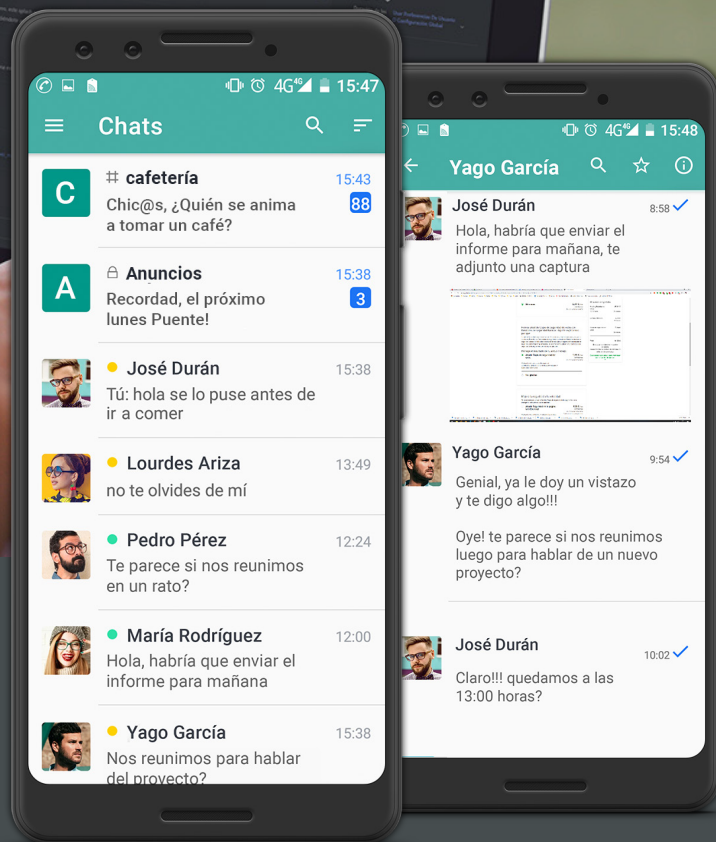 4G 4G 15:47
Chats
C
# cafetería
15:43
Chic@s, ¿Quién se anima
a tomar un café?
88
A
Anuncios
15:38
Recordad, el próximo
lunes Puente!
3
José Durán
15:38
Tú: hola se lo puse antes de
ir a comer
Lourdes Ariza
13:49
no te olvides de mí
Pedro Pérez
12:24
Te parece si nos reunimos
en un rato?
María Rodríguez
12:00
Hola, habría que enviar el
informe para mañana
Yago García
15:38
Nos reunimos para hablar
del proyecto?
4G 4G 15:48
Yago García
José Durán
8:58
Hola, habría que enviar el
informe para mañana, te
adjunto una captura
Yago García
9:54
Genial, ya le doy un vistazo
y te digo algo!!!
Oye! te parece si nos reunimos
luego para hablar de un nuevo
proyecto?
José Durán
10:02
Claro!!! quedamos a las
13:00 horas?